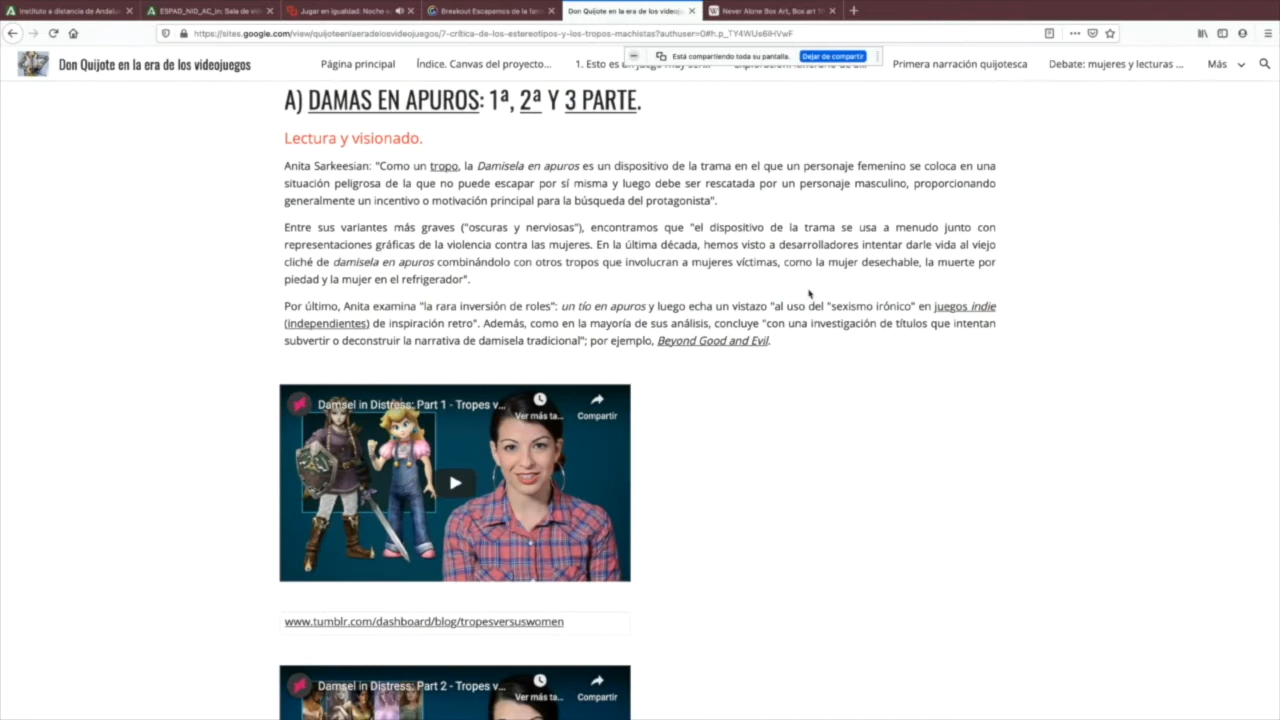 Instituto a distancia de Andaluc
ESPAD_NID_AC_In: Sala de vi
Jugar en igualdad: Noche
Breakout Escapemos de la
Don Quijote en la era de los videoj
Never Alone Box Art, Box art
https://sites.google.com/view/quijoteenlaeradelosvideojuegos/7-crítica-de-los-estereotipos-y-los-tropos-machistas?authuser=0#h.p_TY4WUs6IHVwF
Está compartiendo toda su pantalla. Dejar de compartir
Don Quijote en la era de los videojuegos
Página principal
Índice. Canvas del proyecto...
1. Esto es
Primera narración quijotesca
Debate: mujeres y lecturas ...
Más
A) DAMAS EN APUROS: 1ª, 2ª Y 3 PARTE.
Lectura y visionado.
Anita Sarkeesian: "Como un tropo, la Damisela en apuros es un dispositivo de la trama en el que un personaje femenino se coloca en una
situación peligrosa de la que no puede escapar por sí misma y luego debe ser rescatada por un personaje masculino, proporcionando
generalmente un incentivo o motivación principal para la búsqueda del protagonista".
Entre sus variantes más graves ("oscuras y nerviosas"), encontramos que "el dispositivo de la trama se usa a menudo junto con
representaciones gráficas de la violencia contra las mujeres. En la última década, hemos visto a desarrolladores intentar darle vida al viejo
cliché de damisela en apuros combinándolo con otros tropos que involucran a mujeres víctimas, como la mujer desechable, la muerte por
piedad y la mujer en el refrigerador".
Por último, Anita examina "la rara inversión de roles": un tío en apuros y luego echa un vistazo "al uso del "sexismo irónico" en juegos indie
(independientes) de inspiración retro". Además, como en la mayoría de sus análisis, concluye "con una investigación de títulos que intentan
subvertir o deconstruir la narrativa de damisela tradicional"; por ejemplo, Beyond Good and Evil.
Damsel in Distress: Part 1 - Tropes v...
Ver más ta...
Compartir
www.tumblr.com/dashboard/blog/tropesversuswomen
Damsel in Distress: Part 2 - Tropes v...
Ver más ta...
Compartir